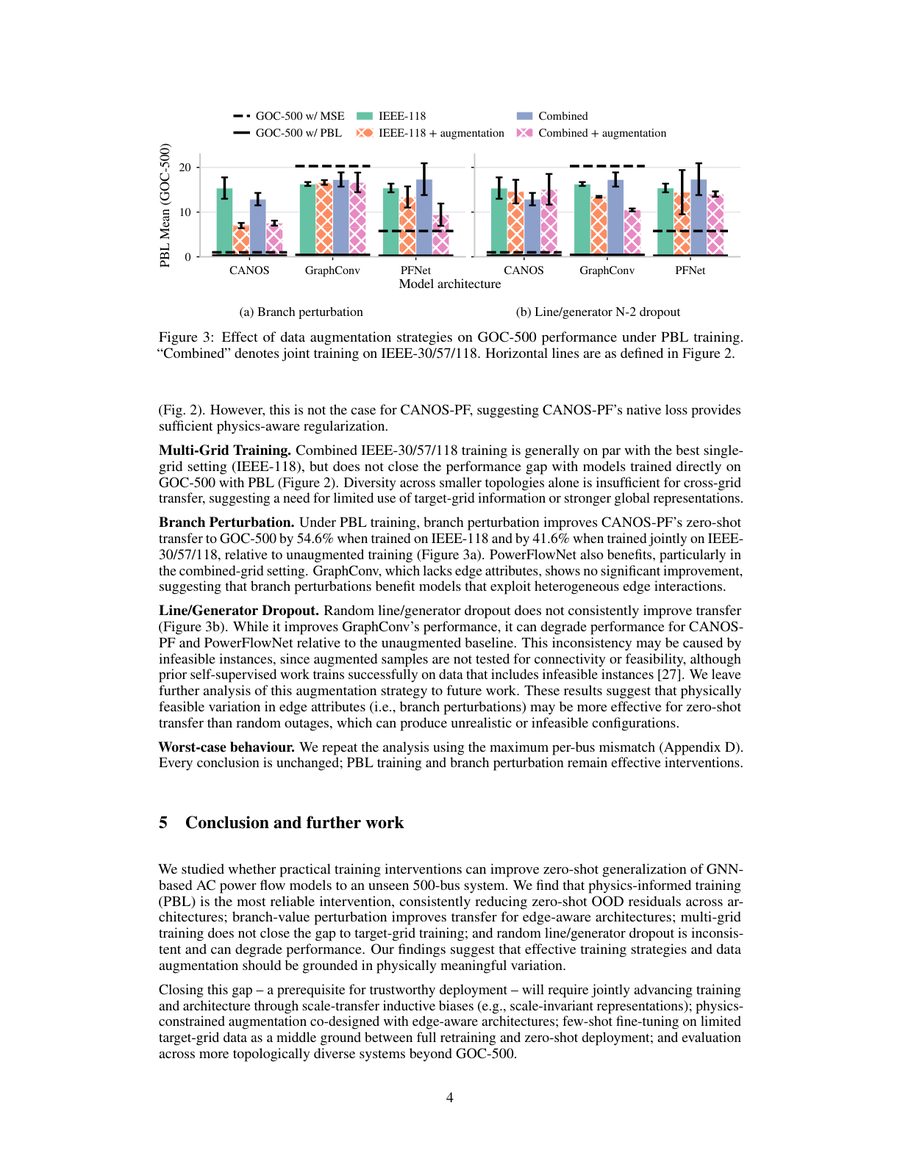 GOC-500 w/ MSE IEEE-118 Combined
GOC-500 w/ PBL IEEE-118 + augmentation Combined + augmentation
PBL Mean (GOC-500)
20
10
0
CANOS GraphConv PFNet CANOS GraphConv PFNet
Model architecture
(a) Branch perturbation (b) Line/generator N-2 dropout
Figure 3: Effect of data augmentation strategies on GOC-500 performance under PBL training.
“Combined” denotes joint training on IEEE-30/57/118. Horizontal lines are as defined in Figure 2.
(Fig. 2). However, this is not the case for CANOS-PF, suggesting CANOS-PF’s native loss provides
sufficient physics-aware regularization.
Multi-Grid Training. Combined IEEE-30/57/118 training is generally on par with the best single-
grid setting (IEEE-118), but does not close the performance gap with models trained directly on
GOC-500 with PBL (Figure 2). Diversity across smaller topologies alone is insufficient for cross-grid
transfer, suggesting a need for limited use of target-grid information or stronger global representations.
Branch Perturbation. Under PBL training, branch perturbation improves CANOS-PF’s zero-shot
transfer to GOC-500 by 54.6% when trained on IEEE-118 and by 41.6% when trained jointly on IEEE-
30/57/118, relative to unaugmented training (Figure 3a). PowerFlowNet also benefits, particularly in
the combined-grid setting. GraphConv, which lacks edge attributes, shows no significant improvement,
suggesting that branch perturbations benefit models that exploit heterogeneous edge interactions.
Line/Generator Dropout. Random line/generator dropout does not consistently improve transfer
(Figure 3b). While it improves GraphConv’s performance, it can degrade performance for CANOS-
PF and PowerFlowNet relative to the unaugmented baseline. This inconsistency may be caused by
infeasible instances, since augmented samples are not tested for connectivity or feasibility, although
prior self-supervised work trains successfully on data that includes infeasible instances [27]. We leave
further analysis of this augmentation strategy to future work. These results suggest that physically
feasible variation in edge attributes (i.e., branch perturbations) may be more effective for zero-shot
transfer than random outages, which can produce unrealistic or infeasible configurations.
Worst-case behaviour. We repeat the analysis using the maximum per-bus mismatch (Appendix D).
Every conclusion is unchanged; PBL training and branch perturbation remain effective interventions.
5 Conclusion and further work
We studied whether practical training interventions can improve zero-shot generalization of GNN-
based AC power flow models to an unseen 500-bus system. We find that physics-informed training
(PBL) is the most reliable intervention, consistently reducing zero-shot OOD residuals across ar-
chitectures; branch-value perturbation improves transfer for edge-aware architectures; multi-grid
training does not close the gap to target-grid training; and random line/generator dropout is inconsis-
tent and can degrade performance. Our findings suggest that effective training strategies and data
augmentation should be grounded in physically meaningful variation.
Closing this gap – a prerequisite for trustworthy deployment – will require jointly advancing training
and architecture through scale-transfer inductive biases (e.g., scale-invariant representations); physics-
constrained augmentation co-designed with edge-aware architectures; few-shot fine-tuning on limited
target-grid data as a middle ground between full retraining and zero-shot deployment; and evaluation
across more topologically diverse systems beyond GOC-500.
4